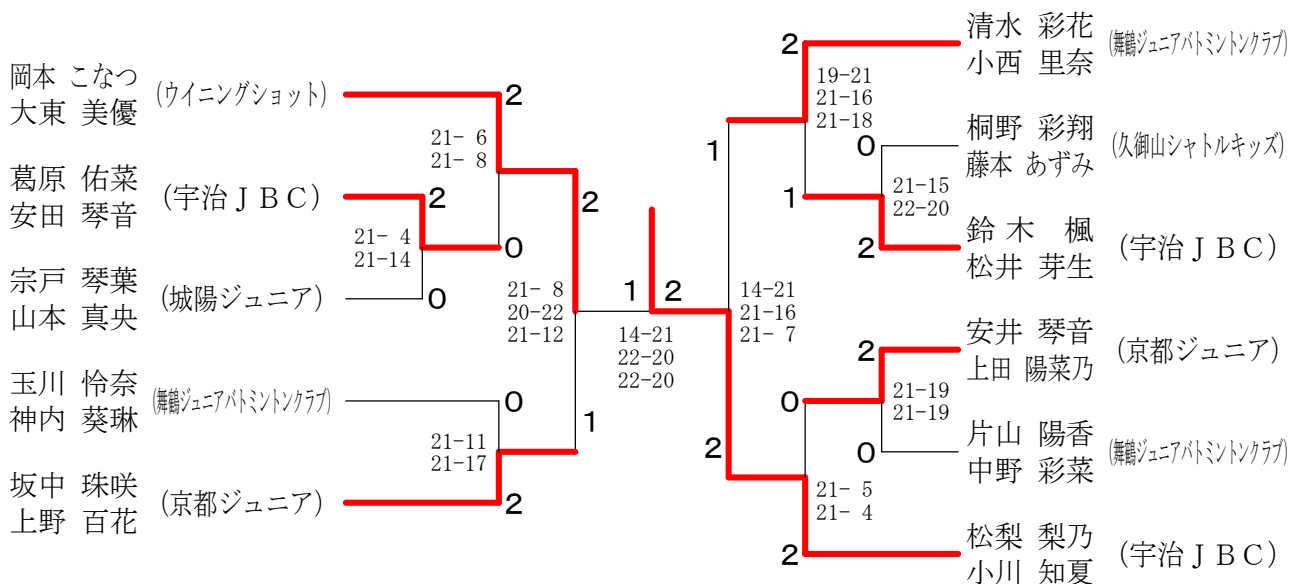 岡本 こなつ
大東 美優
(ウイニングショット)
2
21- 6
21- 8
葛原 佑菜
安田 琴音
(宇治ＪＢＣ)
2
0
21- 4
21-14
宗戸 琴葉
山本 真央
(城陽ジュニア)
0
2
21- 8
20-22
21-12
1
玉川 怜奈
神内 葵琳
(舞鶴ジュニアバトミントンクラブ)
0
21-11
21-17
坂中 珠咲
上野 百花
(京都ジュニア)
2
1
2
14-21
22-20
22-20
清水 彩花
小西 里奈
(舞鶴ジュニアバトミントンクラブ)
2
19-21
21-16
21-18
桐野 彩翔
藤本 あずみ
(久御山シャトルキッズ)
0
21-15
22-20
1
1
鈴木 楓
松井 芽生
(宇治ＪＢＣ)
2
14-21
21-16
21- 7
安井 琴音
上田 陽菜乃
(京都ジュニア)
2
21-19
21-19
0
片山 陽香
中野 彩菜
(舞鶴ジュニアバトミントンクラブ)
0
2
21- 5
21- 4
松梨 梨乃
小川 知夏
(宇治ＪＢＣ)
2